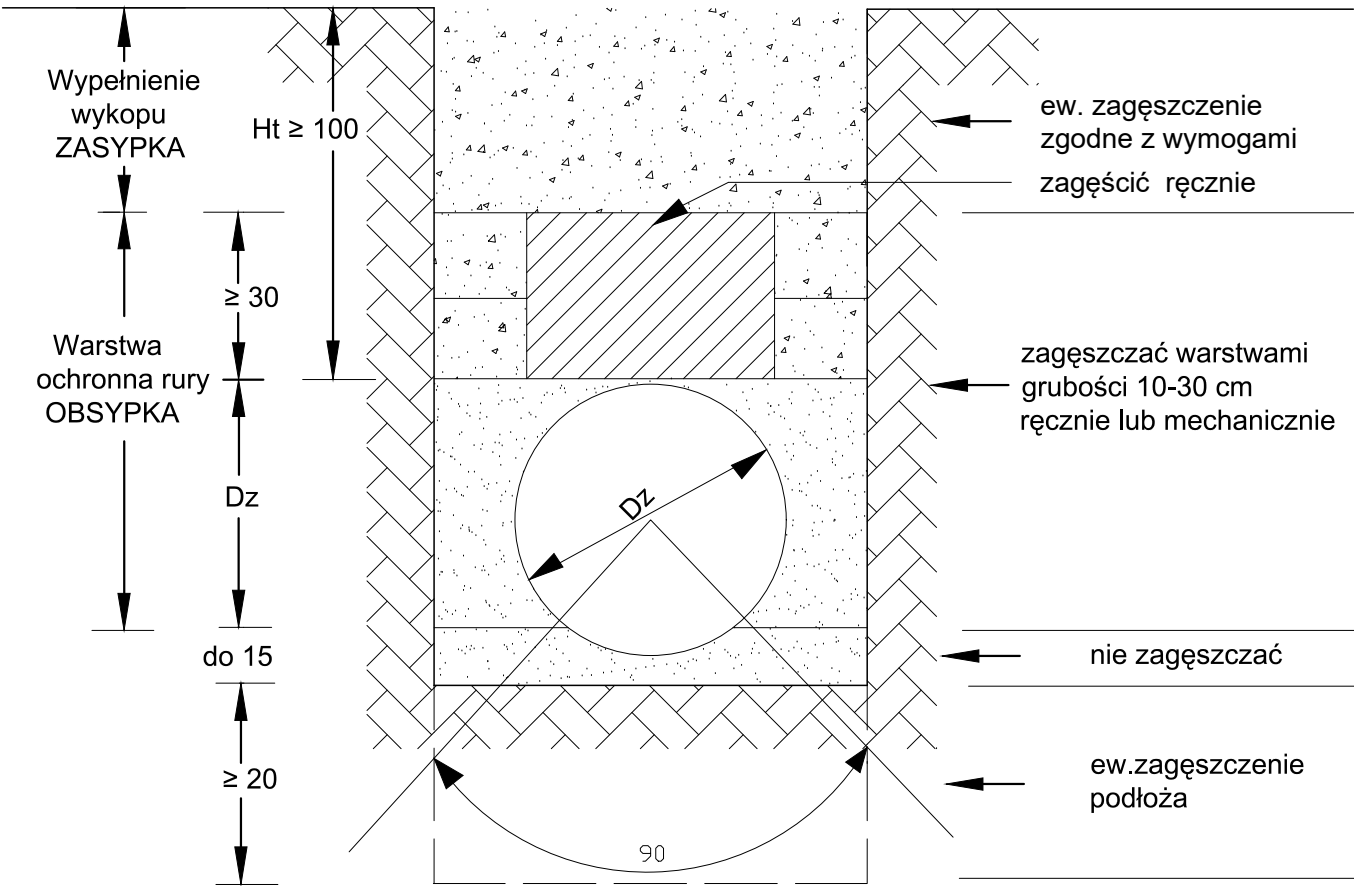 Wypełnienie
wykopu
ZASYPKA
Ht ≥ 100
ew. zagęszczenie
zgodne z wymogami
zagęścić ręcznie
≥ 30
Warstwa
ochronna rury
OBSYPKA
zagęszczać warstwami
grubości 10-30 cm
ręcznie lub mechanicznie
Dz
Dz
do 15
nie zagęszczać
≥ 20
ew.zagęszczenie
podłoża
90